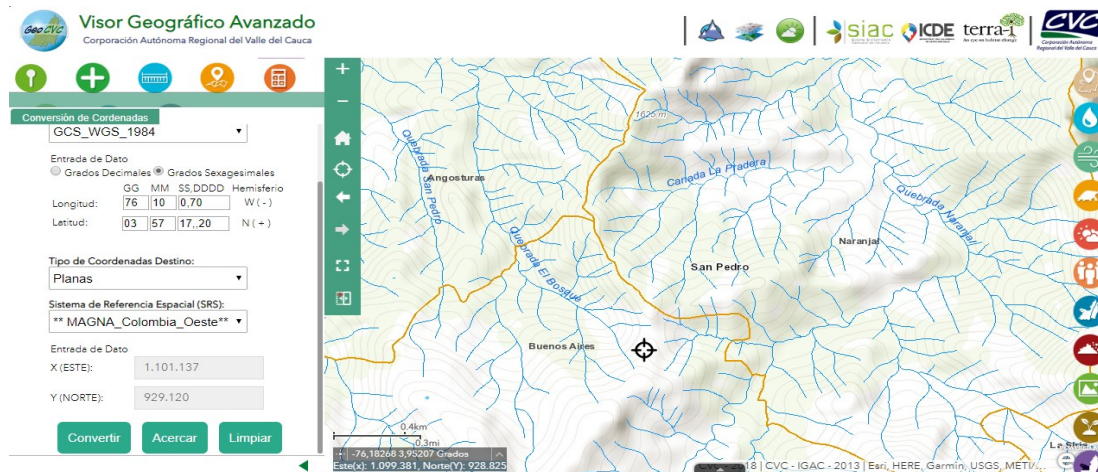 Geo CVC
Visor Geográfico Avanzado
Corporación Autónoma Regional del Valle del Cauca
siac
ICDE
terra-i
CVC
Corporación Autónoma
Regional del Valle del Cauca
Conversión de Cordenadas
GCS_WGS_1984
Entrada de Dato
Grados Decimales Grados Sexagesimales
GG MM SS,DDDD Hemisferio
Longitud: 76 10 0,70 W ( - )
Latitud: 03 57 17,,20 N ( + )
Tipo de Coordenadas Destino:
Planas
Sistema de Referencia Espacial (SRS):
** MAGNA_Colombia_Oeste**
Entrada de Dato
X (ESTE): 1.101.137
Y (NORTE): 929.120
Convertir Acercar Limpiar
1625 m
Quebrada San Pedro
Angosturas
Canada La Pradera
Quebrada Naranjal
Quebrada El Bosque
Naranjal
San Pedro
Buenos Aires
0.4km
0.3mi
-76,18268 3,95207 Grados
Este(x): 1.099.381, Norte(Y): 928.825
CVC - IGAC - 2013 | Esri, HERE, Garmin, USGS, METI/